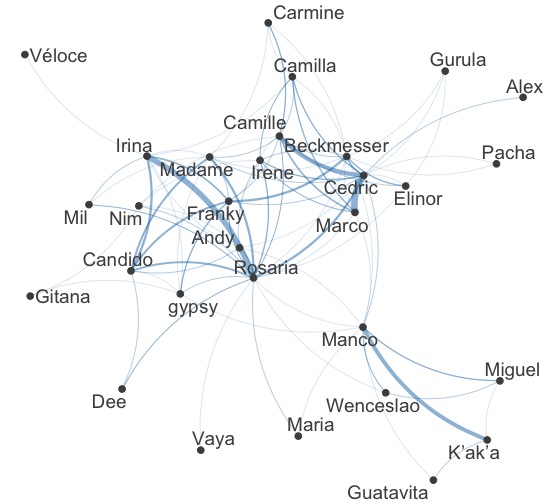 Carmine
Véloce
Gurula
Camilla
Alex
Camille
Beckmesser
Irina
Pacha
Madame
Irene
Cedric
Elinor
Mil
Nim
Franky
Marco
Andy
Candido
Rosaria
Gitana
gypsy
Manco
Miguel
Dee
Wenceslao
Maria
Vaya
K'ak'a
Guatavita